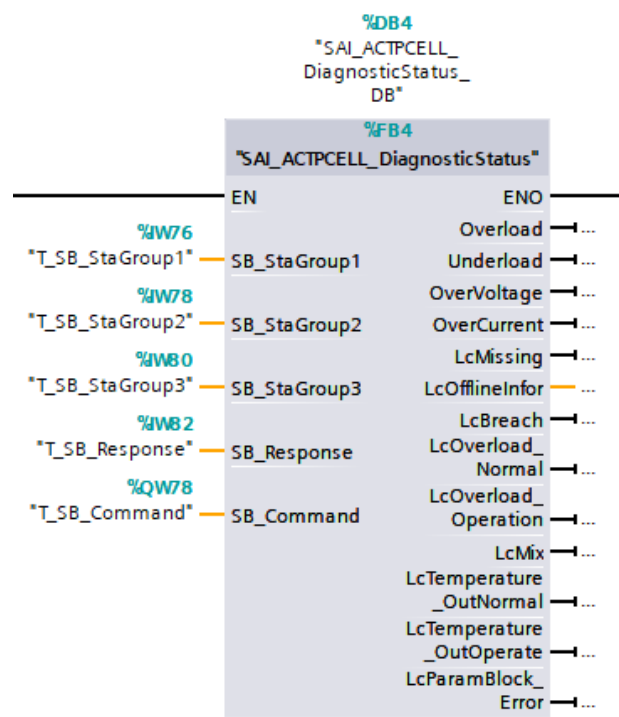 %DB4
"SAI_ACTPCELL_
DiagnosticStatus_
DB"
%FB4
"SAI_ACTPCELL_DiagnosticStatus"
EN
ENO
%IW76
"T_SB_StaGroup1"
SB_StaGroup1
%IW78
"T_SB_StaGroup2"
SB_StaGroup2
%IW80
"T_SB_StaGroup3"
SB_StaGroup3
%IW82
"T_SB_Response"
SB_Response
%QW78
"T_SB_Command"
SB_Command
Overload
...
Underload
...
OverVoltage
...
OverCurrent
...
LcMissing
...
LcOfflineInfor
...
LcBreach
...
LcOverload_
Normal
...
LcOverload_
Operation
...
LcMix
...
LcTemperature
_OutNormal
...
LcTemperature
_OutOperate
...
LcParamBlock_
Error
...